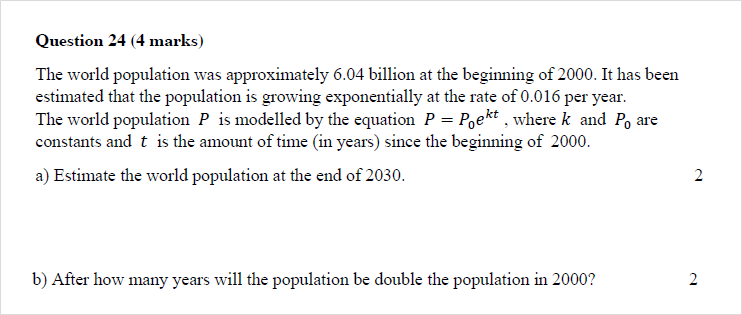 Question 24 (4 marks)
The world population was approximately 6.04 billion at the beginning of 2000. It has been
estimated that the population is growing exponentially at the rate of 0.016 per year.
The world population P is modelled by the equation P = P₀eᵏᵗ , where k and P₀ are
constants and t is the amount of time (in years) since the beginning of 2000.
a) Estimate the world population at the end of 2030. 2
b) After how many years will the population be double the population in 2000? 2